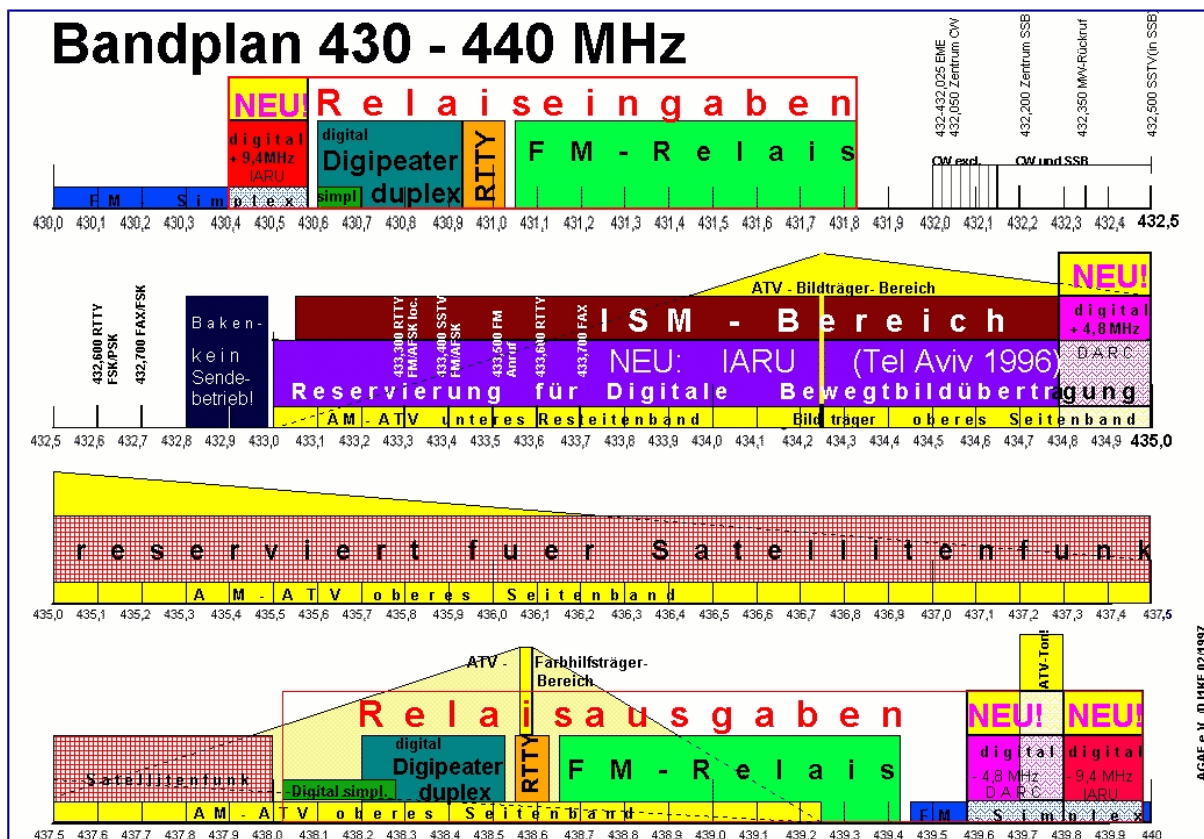 Bandplan 430 - 440 MHz
432-432,025 EME
432,050 Zentrum CW
432,200 Zentrum SSB
432,350 MW-Rückruf
432,500 SSTV(in SSB)
NEU!
Relaiseingaben
digital
+ 9,4MHz
IARU
digital
Digipeater
duplex
simpl
RTTY
FM-Relais
CW excl.
CW und SSB
FM - Simplex
430,0 430,1 430,2 430,3 430,4 430,5 430,6 430,7 430,8 430,9 431,0 431,1 431,2 431,3 431,4 431,5 431,6 431,7 431,8 431,9 432,0 432,1 432,2 432,3 432,4 432,5
NEU!
ATV - Bildträger- Bereich
432,600 RTTY
FSK/PSK
432,700 FAX/FSK
Baken-
kein
Sende-
betrieb!
433,300 RTTY
FM/AFSK loc.
433,400 SSTV
FM/AFSK
433,500 FM
Anruf
433,600 RTTY
433,700 FAX
ISM-Bereich
digital
+ 4,8MHz
DARC
NEU: IARU (Tel Aviv 1996)
Reservierung für Digitale Bewegtbildübertragung
AM-ATV unteres Resteitenband
Bildträger oberes Seitenband
432,5 432,6 432,7 432,8 432,9 433,0 433,1 433,2 433,3 433,4 433,5 433,6 433,7 433,8 433,9 434,0 434,1 434,2 434,3 434,4 434,5 434,6 434,7 434,8 434,9 435,0
reserviert fuer Satellitenfunk
AM-ATV oberes Seitenband
435,0 435,1 435,2 435,3 435,4 435,5 435,6 435,7 435,8 435,9 436,0 436,1 436,2 436,3 436,4 436,5 436,6 436,7 436,8 436,9 437,0 437,1 437,2 437,3 437,4 437,5
ATV -
Farbhilfsträger-
Bereich
ATV-Ton!
Relaisausgaben
NEU!
NEU!
Satellitenfunk
digital
Digipeater
duplex
Digital simpl.
RTTY
FM-Relais
digital
- 4,8 MHz
DARC
digital
- 9,4MHz
IARU
AM-ATV oberes Seitenband
FM Simplex
437.5 437.6 437.7 437.8 437.9 438.0 438.1 438.2 438.3 438.4 438.5 438.6 438.7 438.8 438.9 439.0 439.1 439.2 439.3 439.4 439.5 439.6 439.7 439.8 439.9 440
AGAF e.V.
02/1997